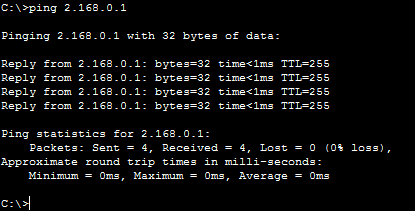 C:\>ping 2.168.0.1
Pinging 2.168.0.1 with 32 bytes of data:
Reply from 2.168.0.1: bytes=32 time<1ms TTL=255
Reply from 2.168.0.1: bytes=32 time<1ms TTL=255
Reply from 2.168.0.1: bytes=32 time<1ms TTL=255
Reply from 2.168.0.1: bytes=32 time<1ms TTL=255
Ping statistics for 2.168.0.1:
    Packets: Sent = 4, Received = 4, Lost = 0 (0% loss),
Approximate round trip times in milli-seconds:
    Minimum = 0ms, Maximum = 0ms, Average = 0ms
C:\>